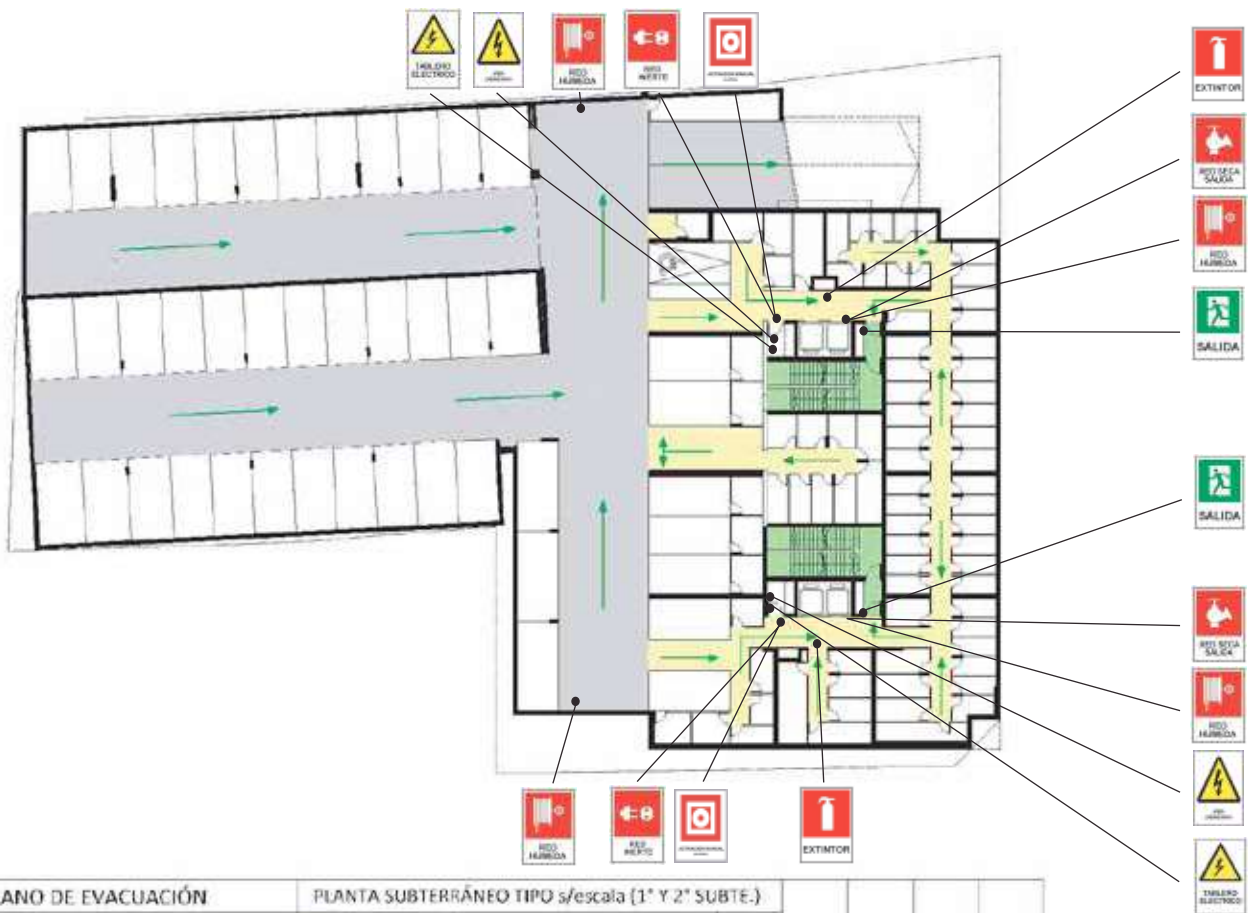 TABLERO
ELECTRICO
RED
HUMEDA
RED
INERTE
EXTINTOR
RED SECA
SALIDA
RED
HUMEDA
SALIDA
SALIDA
RED SECA
SALIDA
RED
HUMEDA
TABLERO
ELECTRICO
RED
HUMEDA
RED
INERTE
EXTINTOR
ANO DE EVACUACIÓN
PLANTA SUBTERRÁNEO TIPO s/escala (1° Y 2° SUBTE.)